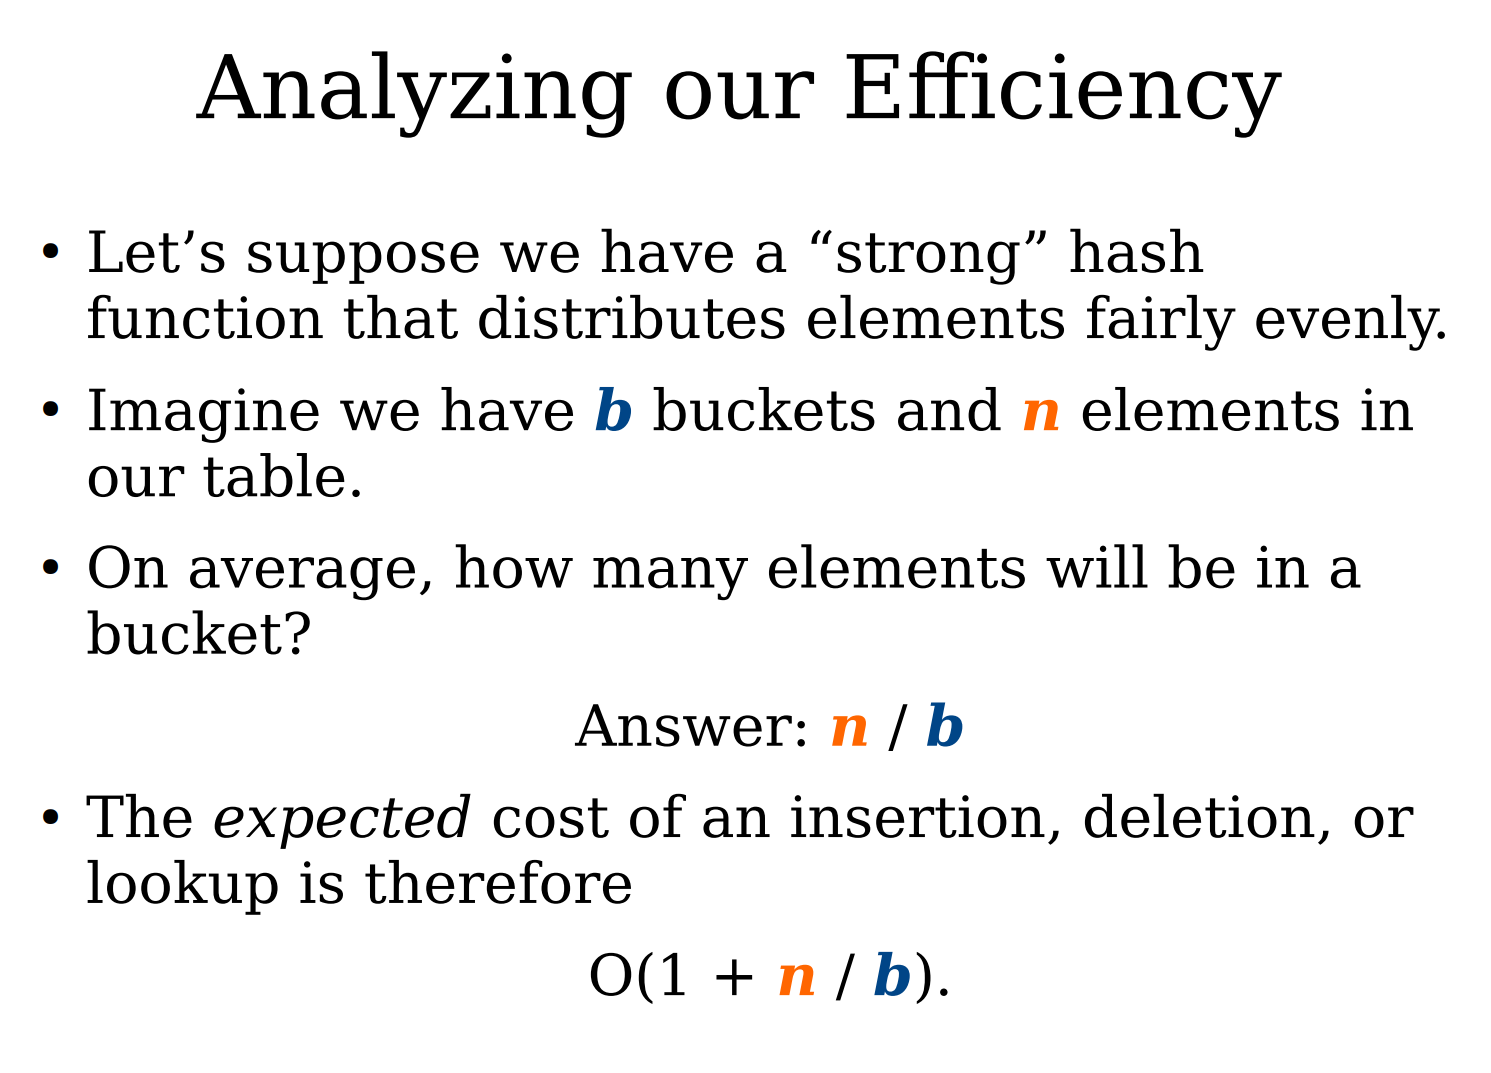 Analyzing our Efficiency
• Let’s suppose we have a “strong” hash
function that distributes elements fairly evenly.
• Imagine we have b buckets and n elements in
our table.
• On average, how many elements will be in a
bucket?
Answer: n / b
• The expected cost of an insertion, deletion, or
lookup is therefore
O(1 + n / b).